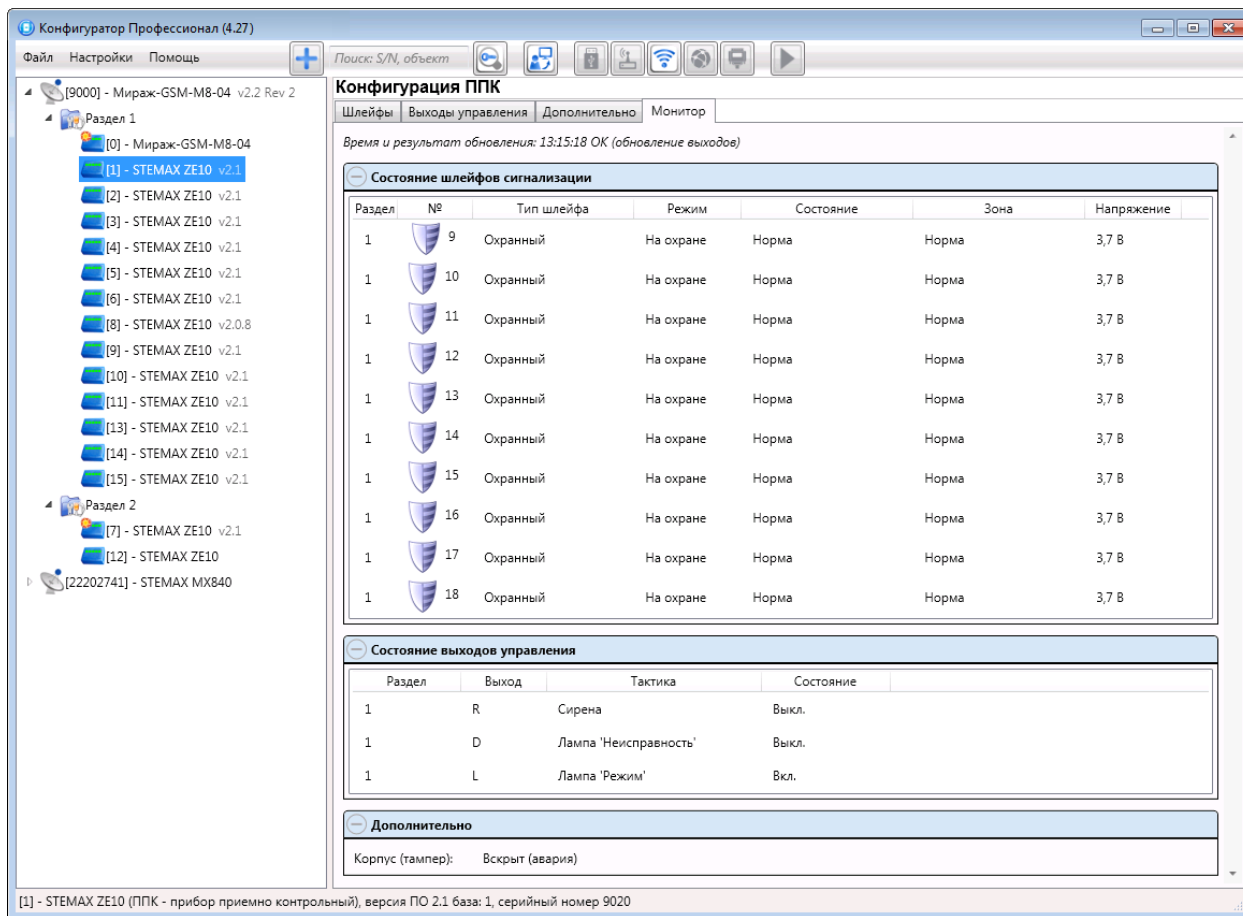 Конфигуратор Профессионал (4.27)
Файл Настройки Помощь Поиск: S/N, объект
[9000] - Мираж-GSM-M8-04 v2.2 Rev 2
Раздел 1
[0] - Мираж-GSM-M8-04
[1] - STEMAX ZE10 v2.1
[2] - STEMAX ZE10 v2.1
[3] - STEMAX ZE10 v2.1
[4] - STEMAX ZE10 v2.1
[5] - STEMAX ZE10 v2.1
[6] - STEMAX ZE10 v2.1
[8] - STEMAX ZE10 v2.0.8
[9] - STEMAX ZE10 v2.1
[10] - STEMAX ZE10 v2.1
[11] - STEMAX ZE10 v2.1
[13] - STEMAX ZE10 v2.1
[14] - STEMAX ZE10 v2.1
[15] - STEMAX ZE10 v2.1
Раздел 2
[7] - STEMAX ZE10 v2.1
[12] - STEMAX ZE10
[22202741] - STEMAX MX840
Конфигурация ППК
Шлейфы Выходы управления Дополнительно Монитор
Время и результат обновления: 13:15:18 OK (обновление выходов)
Состояние шлейфов сигнализации
Раздел № Тип шлейфа Режим Состояние Зона Напряжение
1 9 Охранный На охране Норма Норма 3,7 В
1 10 Охранный На охране Норма Норма 3,7 В
1 11 Охранный На охране Норма Норма 3,7 В
1 12 Охранный На охране Норма Норма 3,7 В
1 13 Охранный На охране Норма Норма 3,7 В
1 14 Охранный На охране Норма Норма 3,7 В
1 15 Охранный На охране Норма Норма 3,7 В
1 16 Охранный На охране Норма Норма 3,7 В
1 17 Охранный На охране Норма Норма 3,7 В
1 18 Охранный На охране Норма Норма 3,7 В
Состояние выходов управления
Раздел Выход Тактика Состояние
1 R Сирена Выкл.
1 D Лампа 'Неисправность' Выкл.
1 L Лампа 'Режим' Вкл.
Дополнительно
Корпус (тампер): Вскрыт (авария)
[1] - STEMAX ZE10 (ППК - прибор приемно контрольный), версия ПО 2.1 база: 1, серийный номер 9020